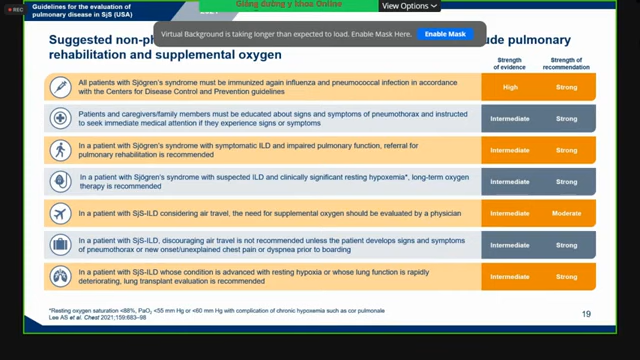 REC
Guidelines for the evaluation of
pulmonary disease in SjS (USA)
Giảng đường y khoa Online
View Options
Virtual Background is taking longer than expected to load. Enable Mask Here.
Enable Mask
Suggested non-ph
ude pulmonary
rehabilitation and supplemental oxygen
Strength
of evidence
Strength of
recommendation
All patients with Sjögren's syndrome must be immunized again influenza and pneumococcal infection in accordance
with the Centers for Disease Control and Prevention guidelines
High
Strong
Patients and caregivers/family members must be educated about signs and symptoms of pneumothorax and instructed
to seek immediate medical attention if they experience signs or symptoms
Intermediate
Strong
In a patient with Sjögren's syndrome with symptomatic ILD and impaired pulmonary function, referral for
pulmonary rehabilitation is recommended
Intermediate
Strong
In a patient with Sjögren's syndrome with suspected ILD and clinically significant resting hypoxemia*, long-term oxygen
therapy is recommended
Intermediate
Strong
In a patient with SjS-ILD considering air travel, the need for supplemental oxygen should be evaluated by a physician
Intermediate
Moderate
In a patient with SjS-ILD, discouraging air travel is not recommended unless the patient develops signs and symptoms
of pneumothorax or new onset/unexplained chest pain or dyspnea prior to boarding
Intermediate
Strong
In a patient with SjS-ILD whose condition is advanced with resting hypoxia or whose lung function is rapidly
deteriorating, lung transplant evaluation is recommended
Intermediate
Strong
*Resting oxygen saturation <88%, PaO2 <55 mm Hg or <60 mm Hg with complication of chronic hypoxemia such as cor pulmonale
Lee AS et al. Chest 2021;159:683–98
19